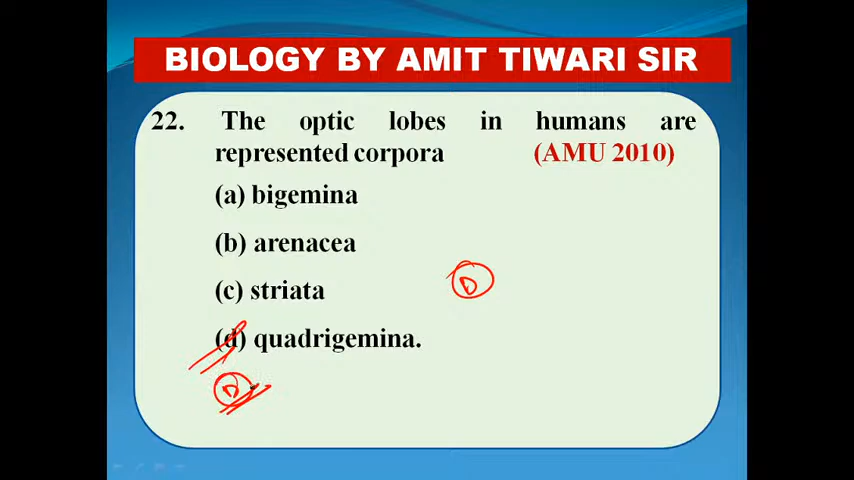 BIOLOGY BY AMIT TIWARI SIR
22. The optic lobes in humans are
represented corpora (AMU 2010)
(a) bigemina
(b) arenacea
(c) striata
D
(d) quadrigemina.
D